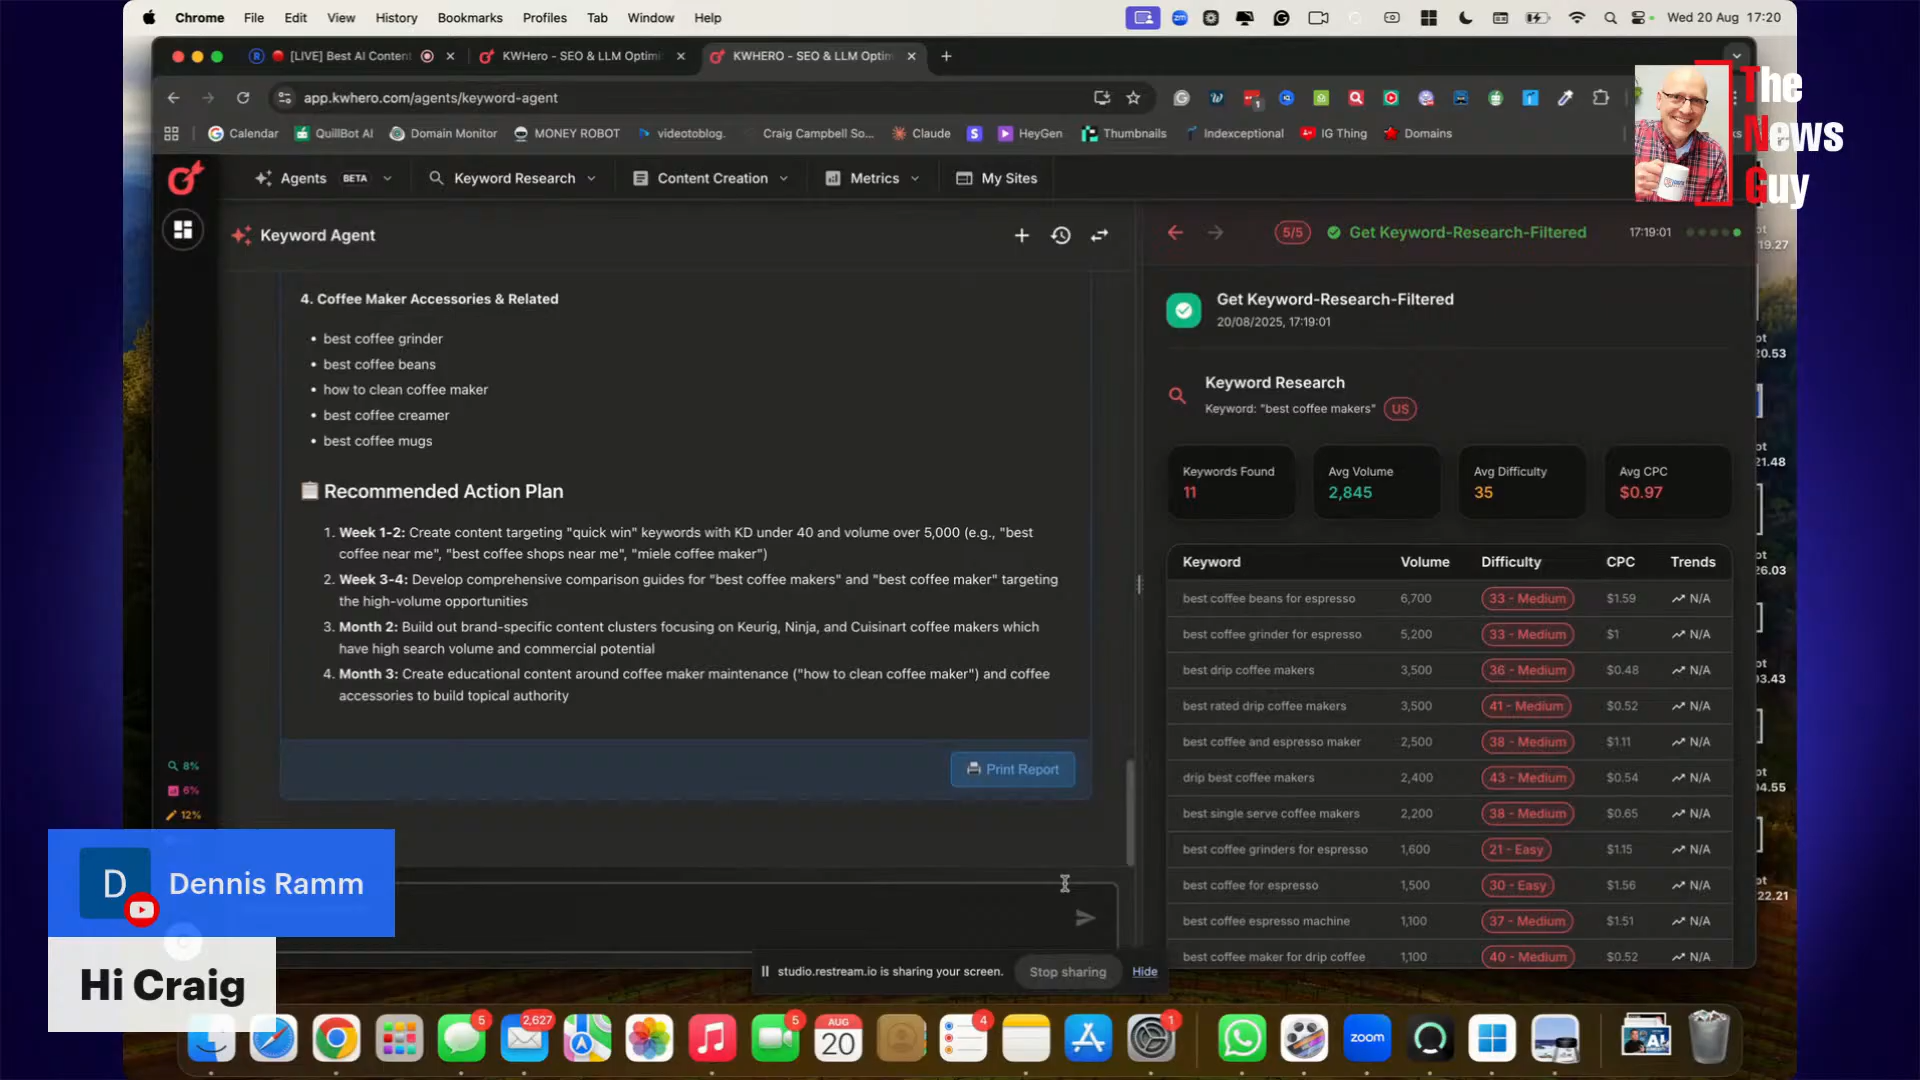 Chrome File Edit View History Bookmarks Profiles Tab Window Help
zm
Wed 20 Aug 17:20
[LIVE] Best AI Content
KWHero - SEO & LLM Optimi
KWHERO - SEO & LLM Optim
app.kwhero.com/agents/keyword-agent
Calendar
QuillBot AI
Domain Monitor
MONEY ROBOT
videotoblog.
Craig Campbell So...
Claude
HeyGen
Thumbnails
Indexceptional
IG Thing
Domains
The
News
Guy
Agents BETA
Keyword Research
Content Creation
Metrics
My Sites
Keyword Agent
4. Coffee Maker Accessories & Related
• best coffee grinder
• best coffee beans
• how to clean coffee maker
• best coffee creamer
• best coffee mugs
Recommended Action Plan
1. Week 1-2: Create content targeting "quick win" keywords with KD under 40 and volume over 5,000 (e.g., "best
coffee near me", "best coffee shops near me", "miele coffee maker")
2. Week 3-4: Develop comprehensive comparison guides for "best coffee makers" and "best coffee maker" targeting
the high-volume opportunities
3. Month 2: Build out brand-specific content clusters focusing on Keurig, Ninja, and Cuisinart coffee makers which
have high search volume and commercial potential
4. Month 3: Create educational content around coffee maker maintenance ("how to clean coffee maker") and coffee
accessories to build topical authority
Print Report
8%
6%
12%
5/5 Get Keyword-Research-Filtered 17:19:01
Get Keyword-Research-Filtered
20/08/2025, 17:19:01
Keyword Research
Keyword: "best coffee makers" US
Keywords Found
11
Avg Volume
2,845
Avg Difficulty
35
Avg CPC
$0.97
Keyword Volume Difficulty CPC Trends
best coffee beans for espresso 6,700 33 - Medium $1.59 N/A
best coffee grinder for espresso 5,200 33 - Medium $1 N/A
best drip coffee makers 3,500 36 - Medium $0.48 N/A
best rated drip coffee makers 3,500 41 - Medium $0.52 N/A
best coffee and espresso maker 2,500 38 - Medium $1.11 N/A
drip best coffee makers 2,400 43 - Medium $0.54 N/A
best single serve coffee makers 2,200 38 - Medium $0.65 N/A
best coffee grinders for espresso 1,600 21 - Easy $1.15 N/A
best coffee for espresso 1,500 30 - Easy $1.56 N/A
best coffee espresso machine 1,100 37 - Medium $1.51 N/A
best coffee maker for drip coffee 1,100 40 - Medium $0.52 N/A
D Dennis Ramm
Hi Craig
studio.restream.io is sharing your screen. Stop sharing Hide
5
2,627
5
AUG
20
4
1
zoom
AI